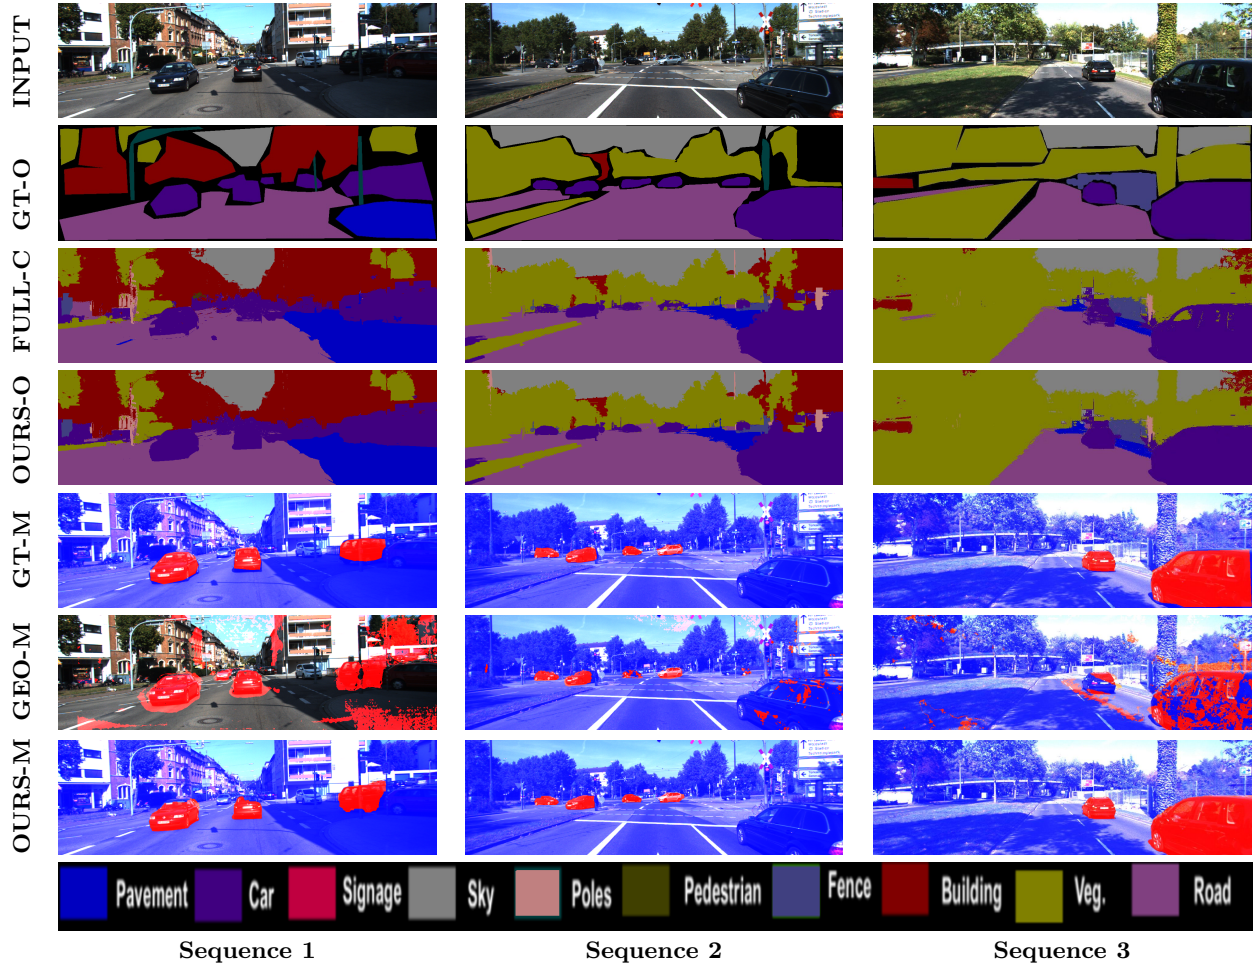 INPUT
GT-O
FULL-C
OURS-O
GT-M
GEO-M
OURS-M
Pavement Car Signage Sky Poles Pedestrian Fence Building Veg. Road
Sequence 1 Sequence 2 Sequence 3